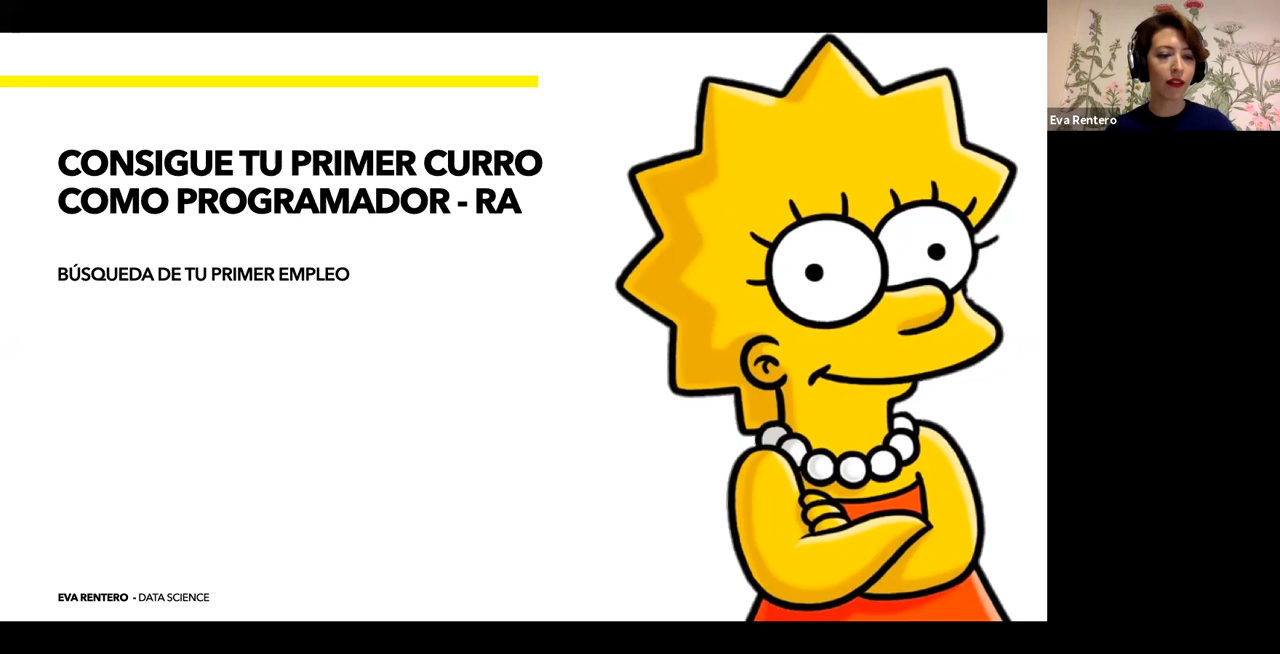 CONSIGUE TU PRIMER CURRO
COMO PROGRAMADOR - RA
BÚSQUEDA DE TU PRIMER EMPLEO
EVA RENTERO - DATA SCIENCE
Eva Rentero